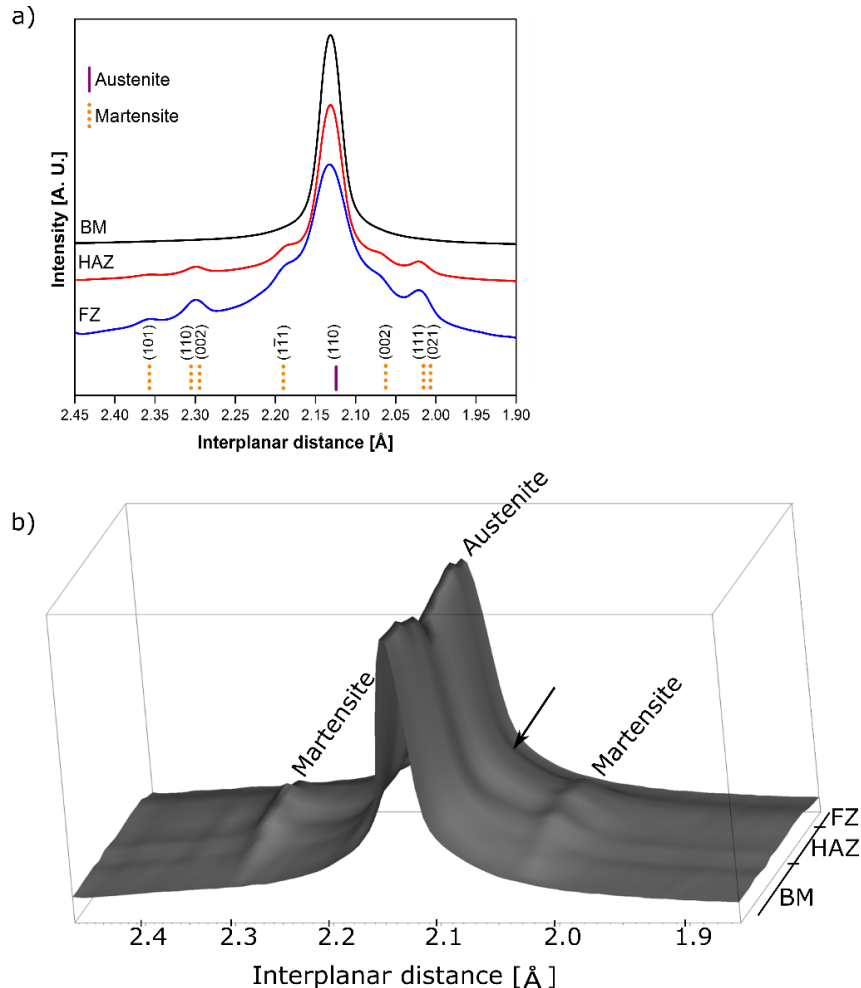 a)
Intensity [A. U.]
Austenite
Martensite
BM
HAZ
FZ
(101)
(110)
(002)
(1̄11)
(110)
(002)
(111)
(021)
2.45 2.40 2.35 2.30 2.25 2.20 2.15 2.10 2.05 2.00 1.95 1.90
Interplanar distance [Å]
b)
Austenite
Martensite
Martensite
FZ
HAZ
BM
2.4 2.3 2.2 2.1 2.0 1.9
Interplanar distance [Å]